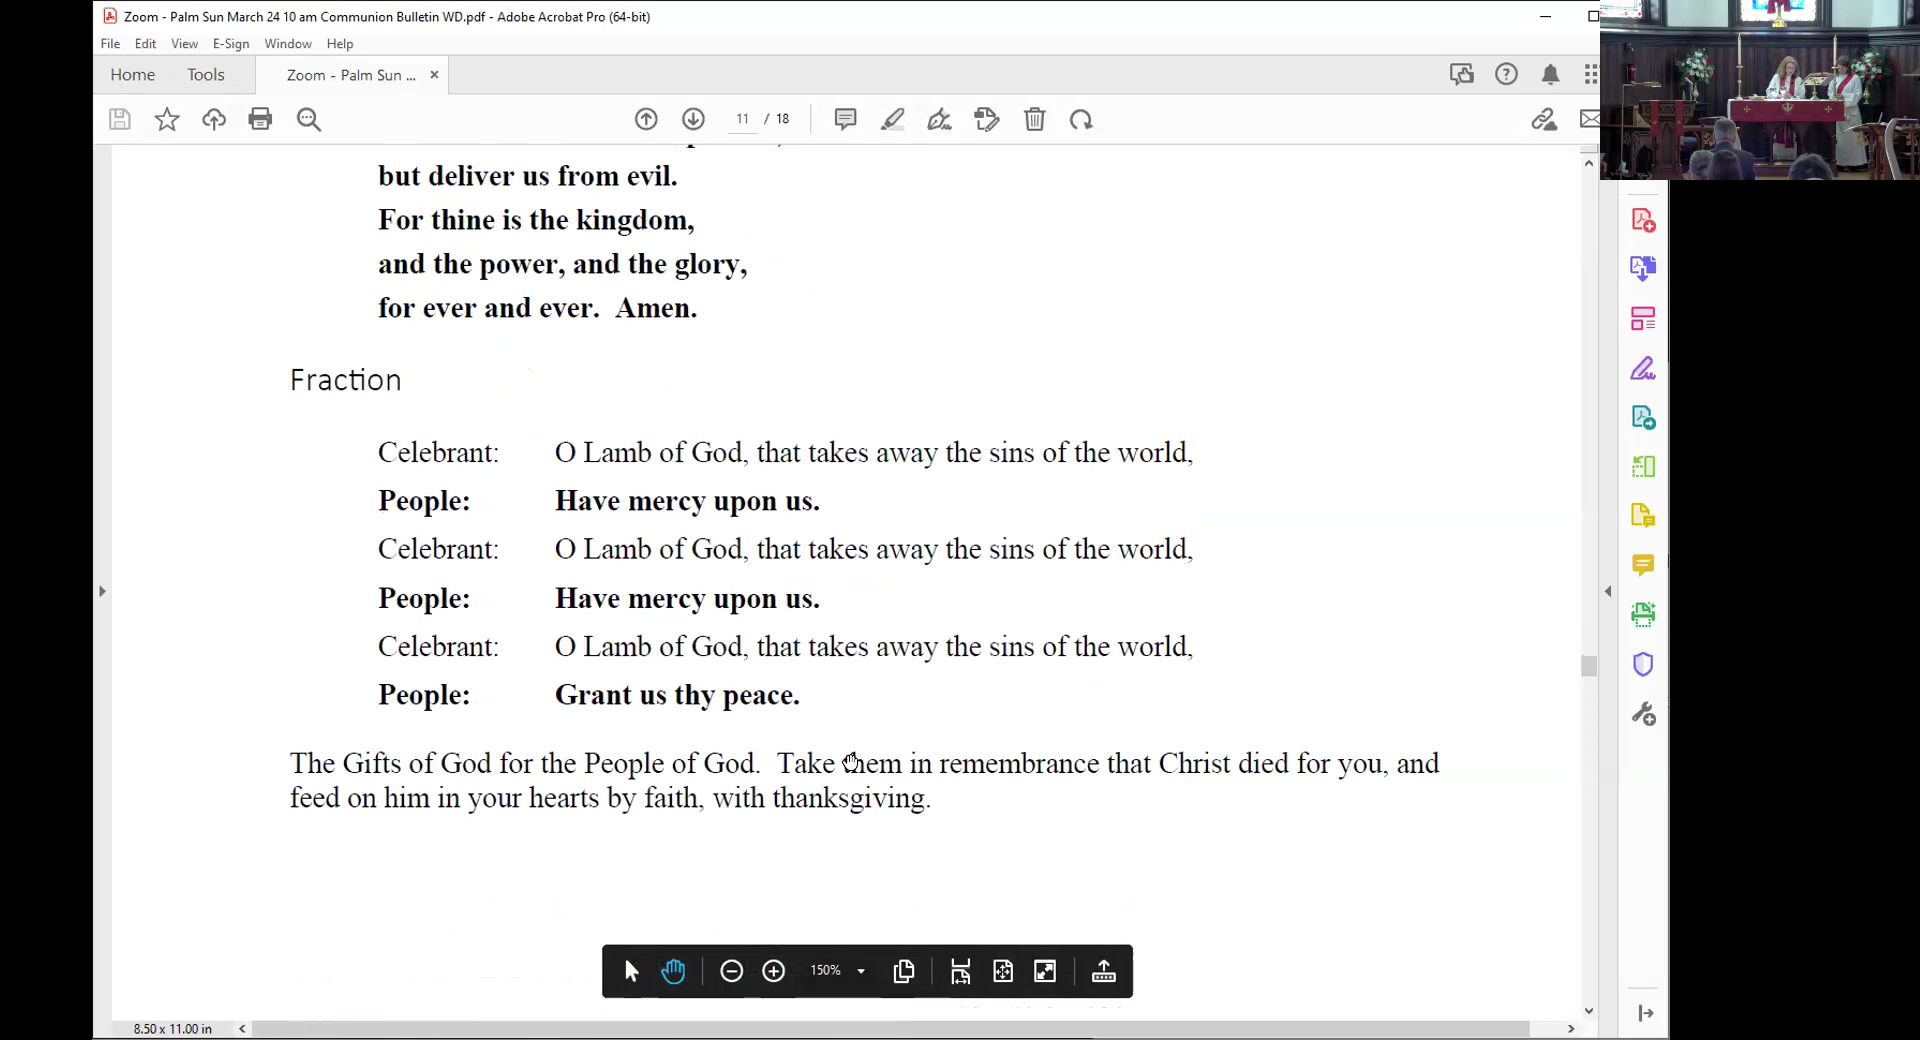 Zoom - Palm Sun March 24 10 am Communion Bulletin WD.pdf - Adobe Acrobat Pro (64-bit)
File Edit View E-Sign Window Help
Home Tools Zoom - Palm Sun ...
11 / 18
but deliver us from evil.
For thine is the kingdom,
and the power, and the glory,
for ever and ever. Amen.
Fraction
Celebrant: O Lamb of God, that takes away the sins of the world,
People: Have mercy upon us.
Celebrant: O Lamb of God, that takes away the sins of the world,
People: Have mercy upon us.
Celebrant: O Lamb of God, that takes away the sins of the world,
People: Grant us thy peace.
The Gifts of God for the People of God. Take them in remembrance that Christ died for you, and
feed on him in your hearts by faith, with thanksgiving.
150%
8.50 x 11.00 in